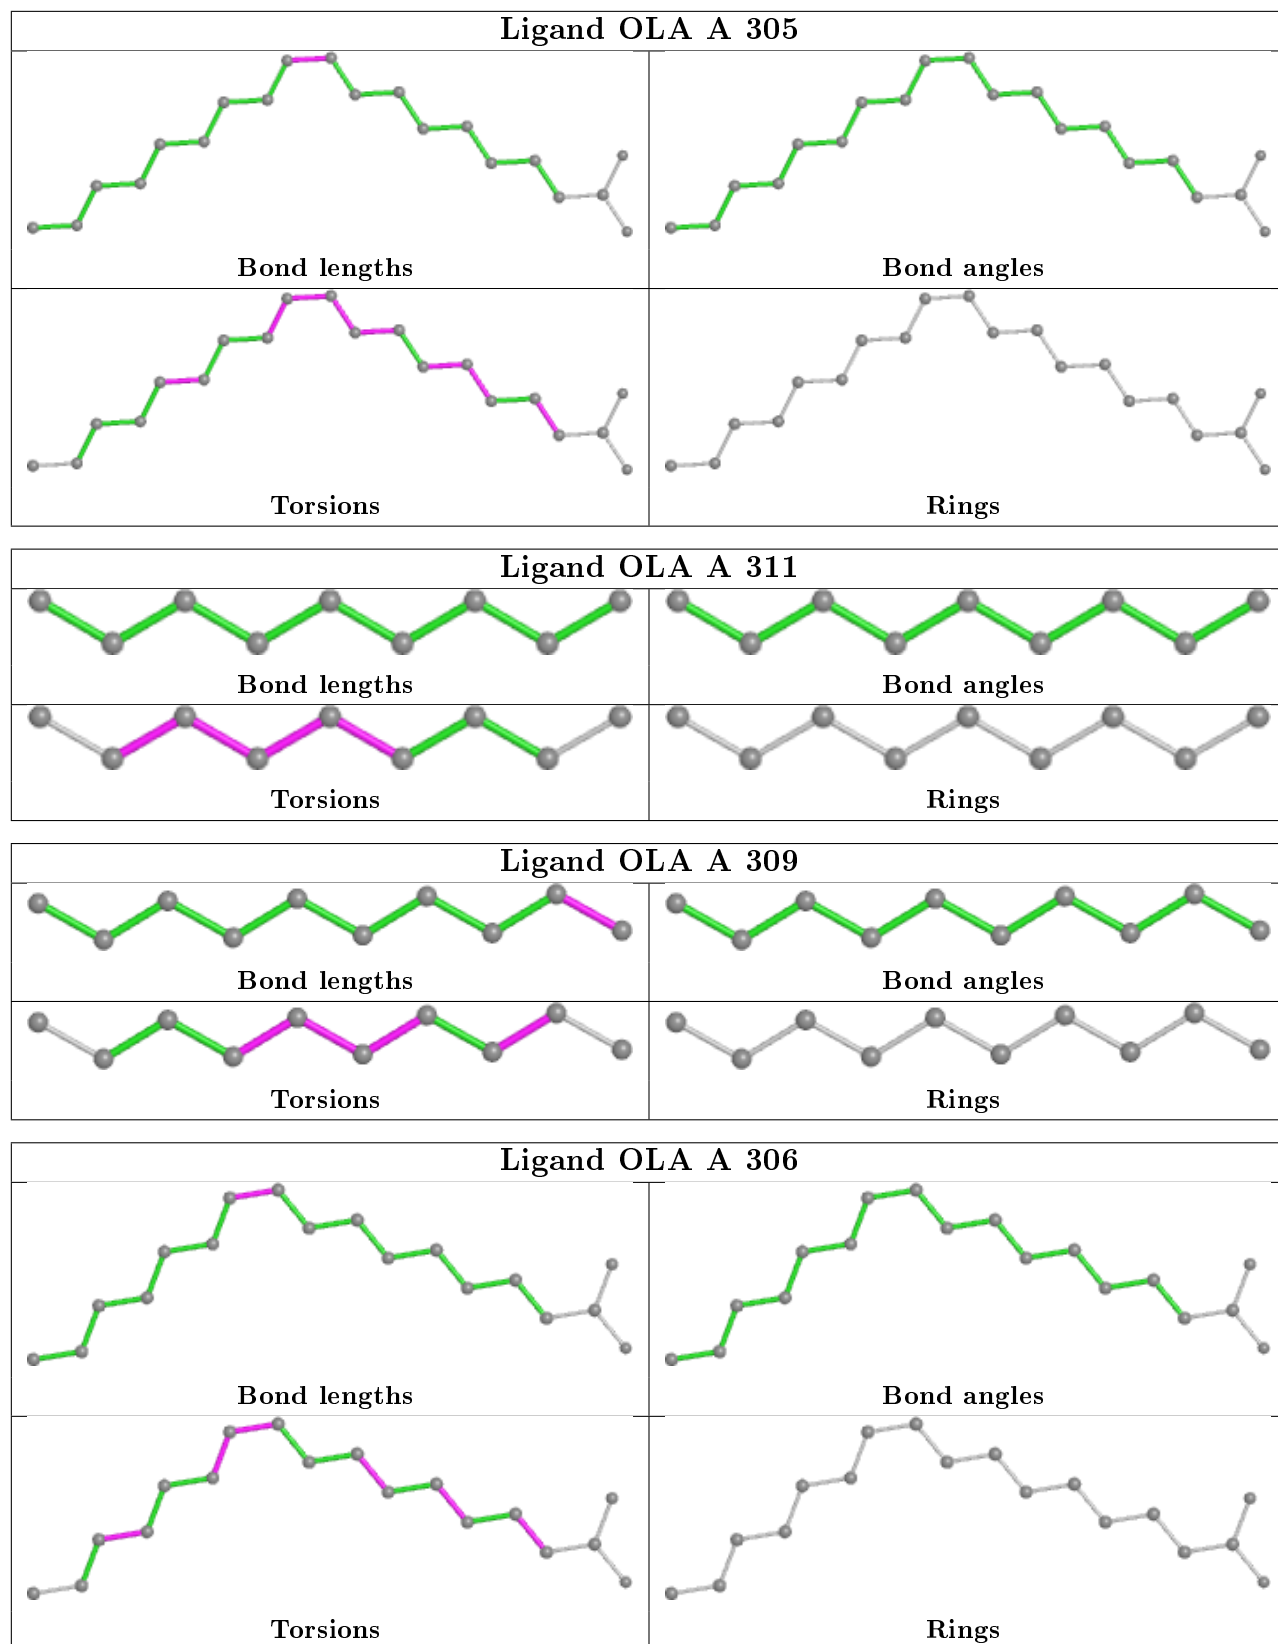 Ligand OLA A 305
Bond lengths
Bond angles
Torsions
Rings
Ligand OLA A 311
Bond lengths
Bond angles
Torsions
Rings
Ligand OLA A 309
Bond lengths
Bond angles
Torsions
Rings
Ligand OLA A 306
Bond lengths
Bond angles
Torsions
Rings